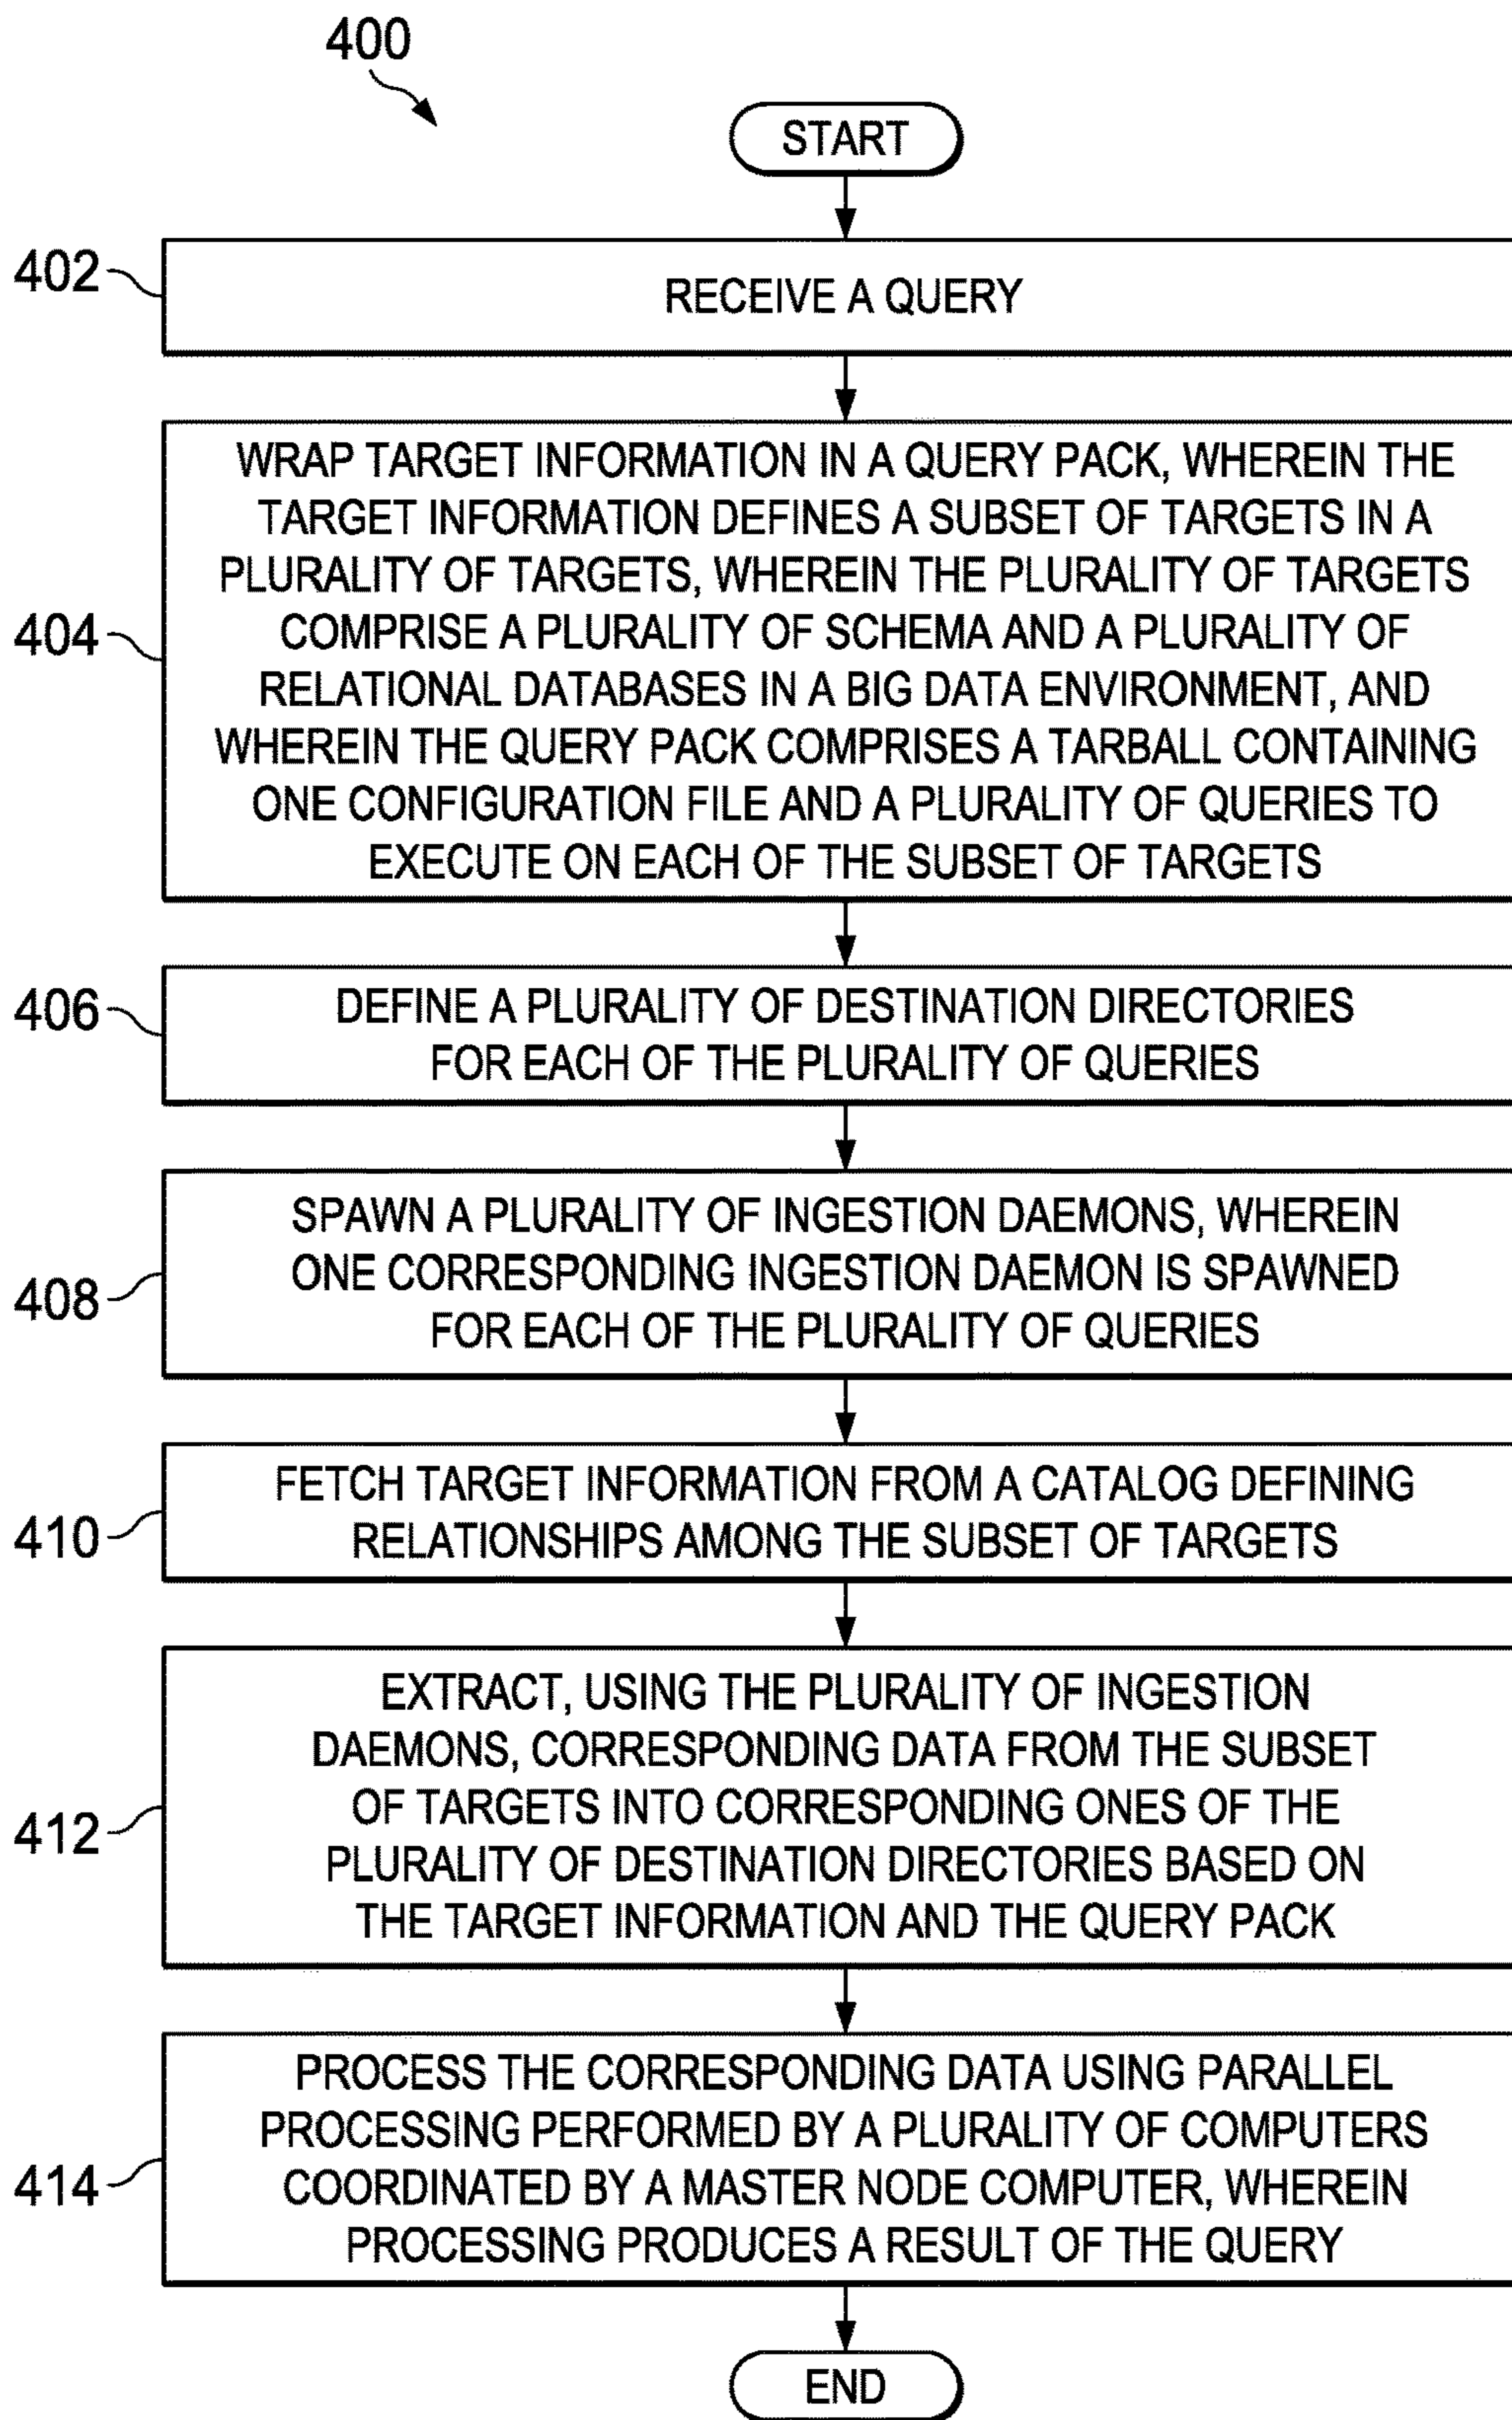 400
START
402
RECEIVE A QUERY
404
WRAP TARGET INFORMATION IN A QUERY PACK, WHEREIN THE
TARGET INFORMATION DEFINES A SUBSET OF TARGETS IN A
PLURALITY OF TARGETS, WHEREIN THE PLURALITY OF TARGETS
COMPRISE A PLURALITY OF SCHEMA AND A PLURALITY OF
RELATIONAL DATABASES IN A BIG DATA ENVIRONMENT, AND
WHEREIN THE QUERY PACK COMPRISES A TARBALL CONTAINING
ONE CONFIGURATION FILE AND A PLURALITY OF QUERIES TO
EXECUTE ON EACH OF THE SUBSET OF TARGETS
406
DEFINE A PLURALITY OF DESTINATION DIRECTORIES
FOR EACH OF THE PLURALITY OF QUERIES
408
SPAWN A PLURALITY OF INGESTION DAEMONS, WHEREIN
ONE CORRESPONDING INGESTION DAEMON IS SPAWNED
FOR EACH OF THE PLURALITY OF QUERIES
410
FETCH TARGET INFORMATION FROM A CATALOG DEFINING
RELATIONSHIPS AMONG THE SUBSET OF TARGETS
412
EXTRACT, USING THE PLURALITY OF INGESTION
DAEMONS, CORRESPONDING DATA FROM THE SUBSET
OF TARGETS INTO CORRESPONDING ONES OF THE
PLURALITY OF DESTINATION DIRECTORIES BASED ON
THE TARGET INFORMATION AND THE QUERY PACK
414
PROCESS THE CORRESPONDING DATA USING PARALLEL
PROCESSING PERFORMED BY A PLURALITY OF COMPUTERS
COORDINATED BY A MASTER NODE COMPUTER, WHEREIN
PROCESSING PRODUCES A RESULT OF THE QUERY
END